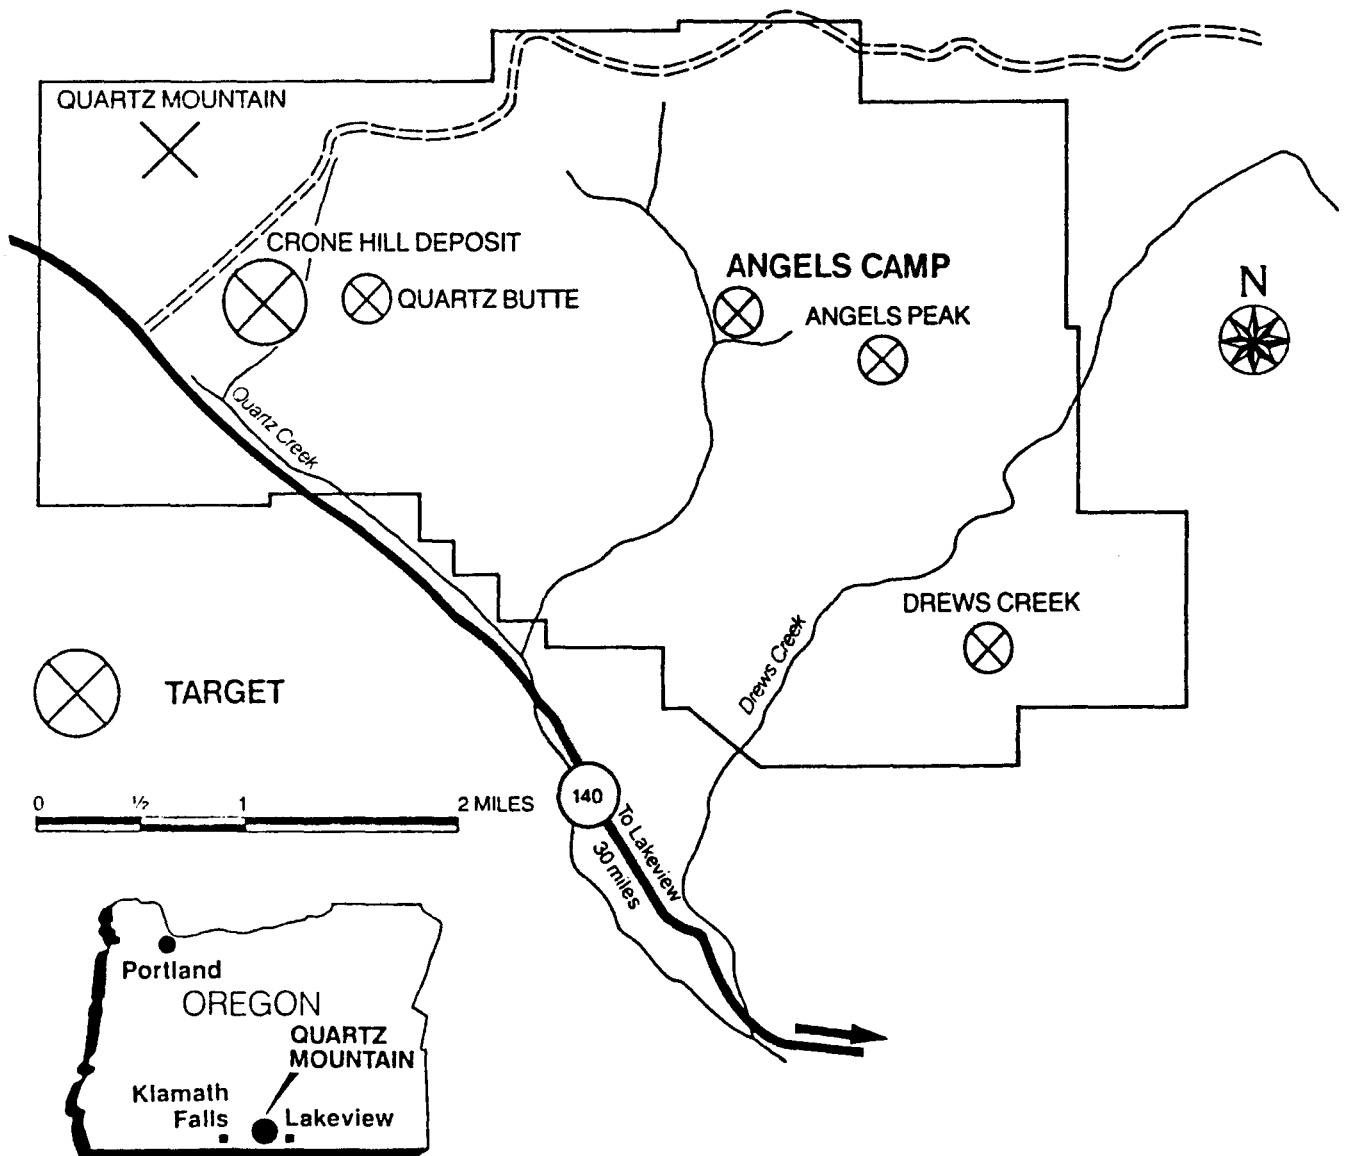 QUARTZ MOUNTAIN
CRONE HILL DEPOSIT
QUARTZ BUTTE
ANGELS CAMP
ANGELS PEAK
N
Quartz Creek
DREWS CREEK
Drews Creek
TARGET
0 ½ 1 2 MILES
140
To Lakeview
30 miles
Portland
OREGON
QUARTZ
MOUNTAIN
Klamath
Falls
Lakeview